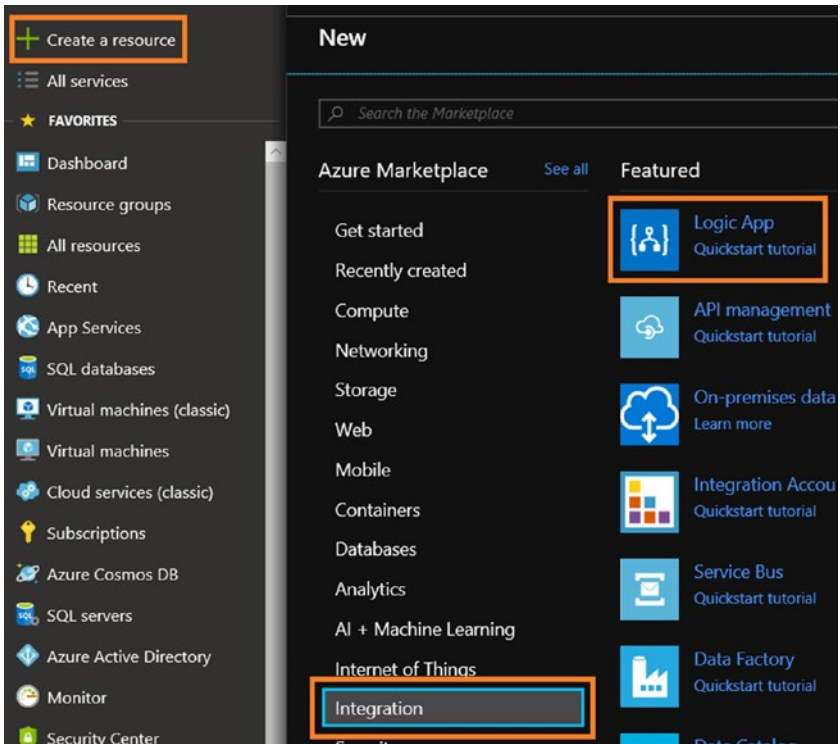 Create a resource
All services
FAVORITES
Dashboard
Resource groups
All resources
Recent
App Services
SQL databases
Virtual machines (classic)
Virtual machines
Cloud services (classic)
Subscriptions
Azure Cosmos DB
SQL servers
Azure Active Directory
Monitor
Security Center
New
Search the Marketplace
Azure Marketplace
See all
Get started
Recently created
Compute
Networking
Storage
Web
Mobile
Containers
Databases
Analytics
AI + Machine Learning
Internet of Things
Integration
Featured
Logic App
Quickstart tutorial
API management
Quickstart tutorial
On-premises data
Learn more
Integration Accou
Quickstart tutorial
Service Bus
Quickstart tutorial
Data Factory
Quickstart tutorial
Data Catalog